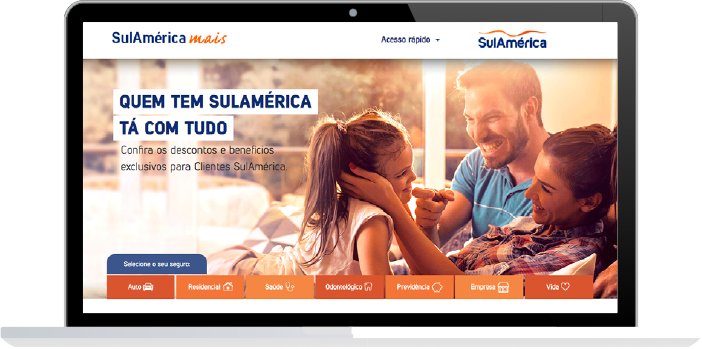 SulAmérica mais
Acesso rápido
SulAmérica
QUEM TEM SULAMÉRICA
TÁ COM TUDO
Confira os descontos e benefícios
exclusivos para Clientes SulAmérica.
Selecione o seu seguro:
Auto
Residencial
Saúde
Odontológico
Previdência
Empresa
Vida